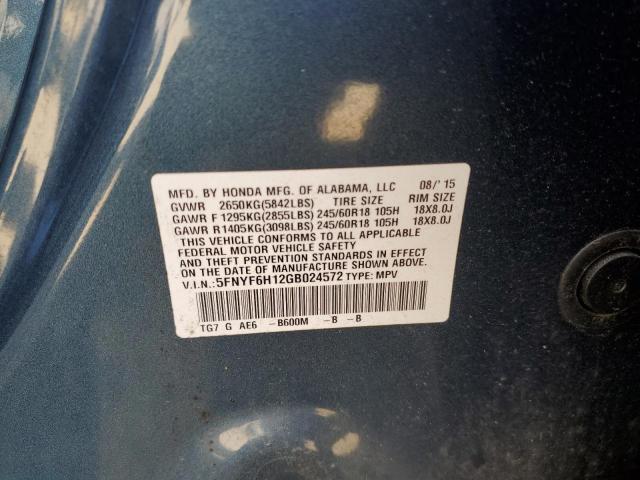 MFD. BY HONDA MFG. OF ALABAMA, LLC 08/'15
GVWR 2650KG(5842LBS) TIRE SIZE RIM SIZE
GAWR F 1295KG(2855LBS) 245/60R18 105H 18X8.0J
GAWR R1405KG(3098LBS) 245/60R18 105H 18X8.0J
THIS VEHICLE CONFORMS TO ALL APPLICABLE
FEDERAL MOTOR VEHICLE SAFETY
AND THEFT PREVENTION STANDARDS IN EFFECT
ON THE DATE OF MANUFACTURE SHOWN ABOVE.
V.I.N.:5FNYF6H12GB024572 TYPE: MPV
TG7 G AE6 -B600M -B -B